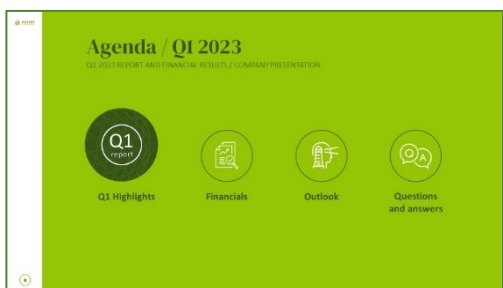 Agenda / Q1 2023
Q1 2023 REPORT AND FINANCIAL RESULTS / COMPANY PRESENTATION
Q1
report
Q A
Q1 Highlights
Financials
Outlook
Questions
and answers